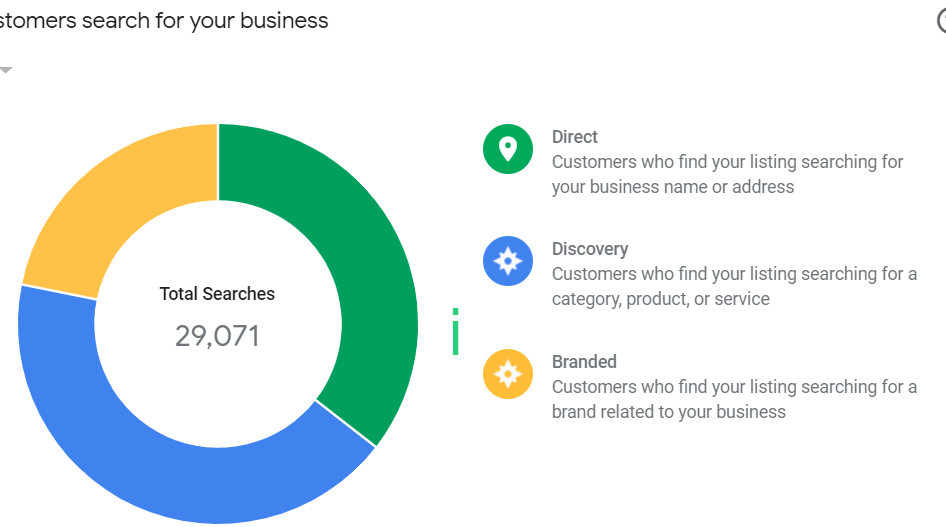 stomers search for your business
Direct
Customers who find your listing searching for
your business name or address
Discovery
Customers who find your listing searching for a
category, product, or service
Total Searches
29,071
i
Branded
Customers who find your listing searching for a
brand related to your business